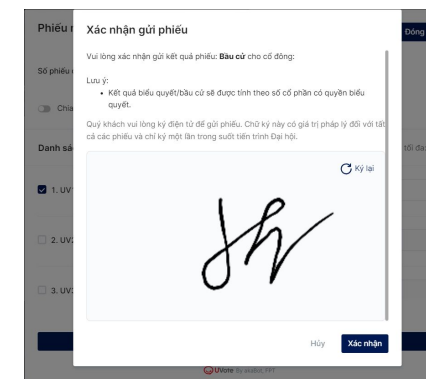 Phiếu
Xác nhận gửi phiếu
Đóng
Vui lòng xác nhận gửi kết quả phiếu: Bầu cử cho cổ đông:
Số phiếu
Lưu ý:
• Kết quả biểu quyết/bầu cử sẽ được tính theo số cổ phần có quyền biểu
quyết.
Chia
Quý khách vui lòng ký điện tử để gửi phiếu. Chữ ký này có giá trị pháp lý đối với tất
cả các phiếu và chỉ ký một lần trong suốt tiến trình Đại hội.
Danh sá
tối đa:
Ký lại
1. UV
2. UV
3. UV
Hủy
Xác nhận
UVote By akaBot, FPT